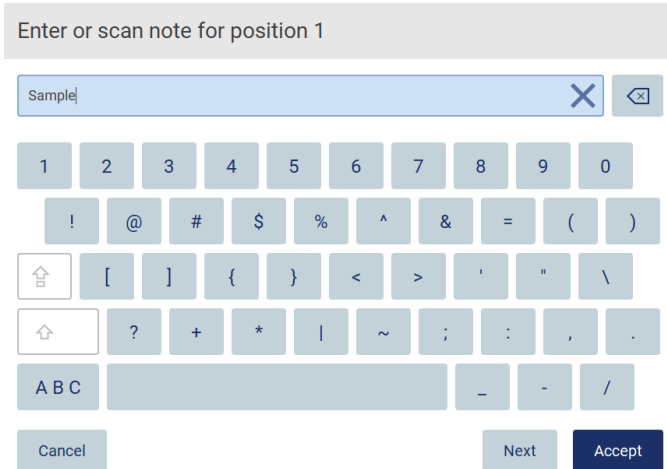 Enter or scan note for position 1
Sample
1 2 3 4 5 6 7 8 9 0
! @ # $ % ^ & = ( )
[ ] { } < > ' " \
? + * | ~ ; : , .
A B C _ - /
Cancel Next Accept